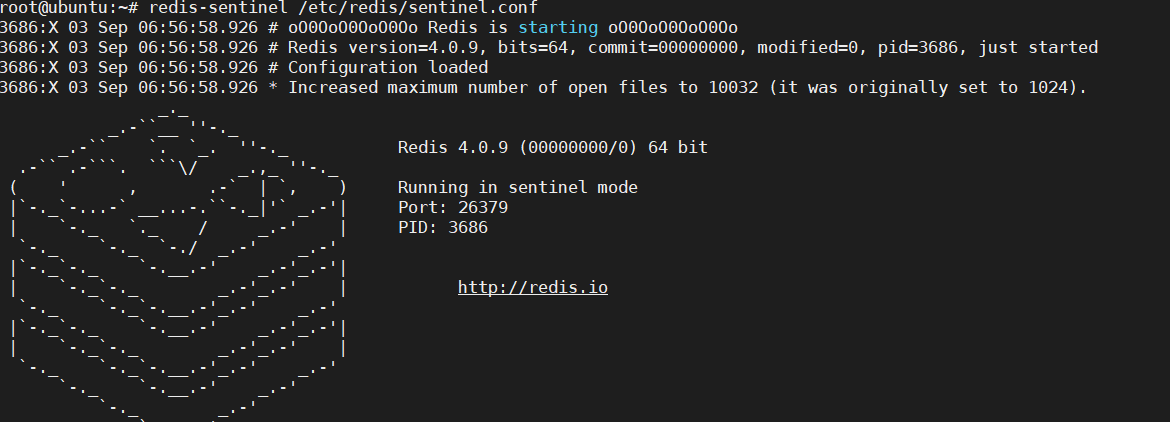 root@ubuntu:~# redis-sentinel /etc/redis/sentinel.conf
3686:X 03 Sep 06:56:58.926 # oO0OoO0OoO0Oo Redis is starting oO0OoO0OoO0Oo
3686:X 03 Sep 06:56:58.926 # Redis version=4.0.9, bits=64, commit=00000000, modified=0, pid=3686, just started
3686:X 03 Sep 06:56:58.926 # Configuration loaded
3686:X 03 Sep 06:56:58.926 * Increased maximum number of open files to 10032 (it was originally set to 1024).
Redis 4.0.9 (00000000/0) 64 bit
Running in sentinel mode
Port: 26379
PID: 3686
http://redis.io